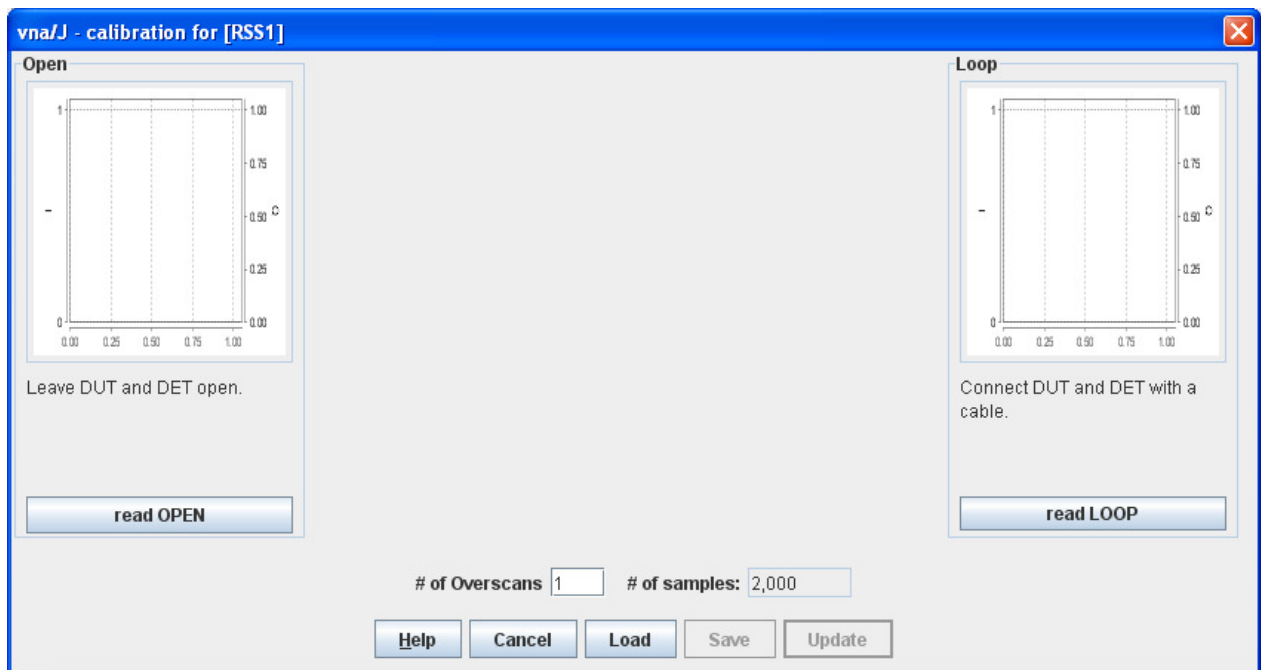 vna/J - calibration for [RSS1]
Open
1
1.00
0.75
0.50
0.25
0
0.00
0.00 0.25 0.50 0.75 1.00
Leave DUT and DET open.
read OPEN
Loop
1
1.00
0.75
0.50
0.25
0
0.00
0.00 0.25 0.50 0.75 1.00
Connect DUT and DET with a
cable.
read LOOP
# of Overscans 1 # of samples: 2,000
Help Cancel Load Save Update